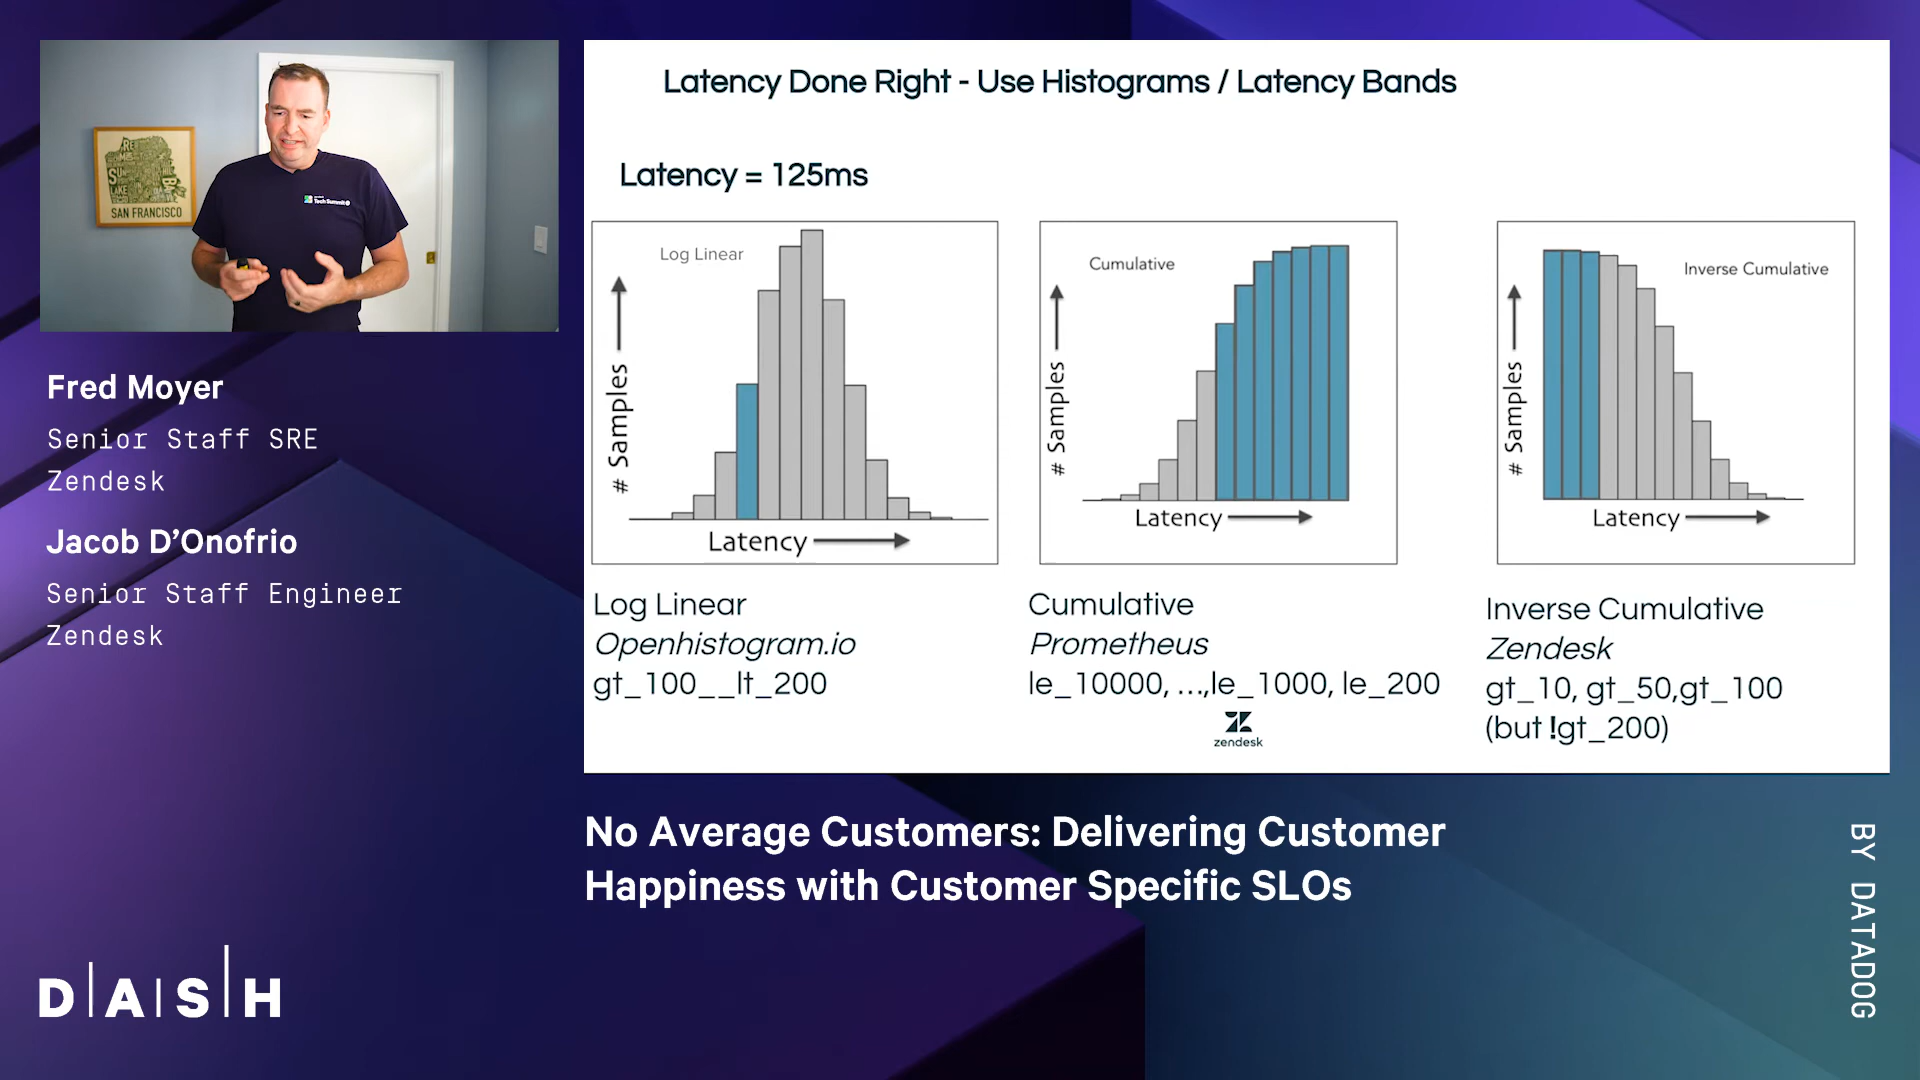 SAN FRANCISCO
Tech Summit
Fred Moyer
Senior Staff SRE
Zendesk
Jacob D’Onofrio
Senior Staff Engineer
Zendesk
D|A|S|H
Latency Done Right - Use Histograms / Latency Bands
Latency = 125ms
Log Linear
# Samples
Latency
Cumulative
# Samples
Latency
Inverse Cumulative
# Samples
Latency
Log Linear
Openhistogram.io
gt_100__lt_200
Cumulative
Prometheus
le_10000, ...,le_1000, le_200
zendesk
Inverse Cumulative
Zendesk
gt_10, gt_50,gt_100
(but !gt_200)
No Average Customers: Delivering Customer
Happiness with Customer Specific SLOs
BY DATADOG